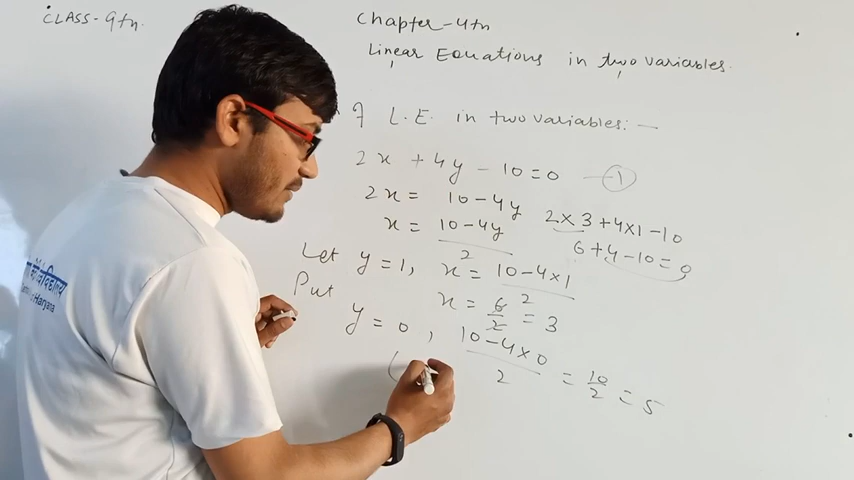 CLASS-9th.
Chapter-4th
Linear Equations in two variables.
L.E. in two variables:—
2x + 4y - 10 = 0 —①
2x = 10 - 4y
x = 10 - 4y / 2
2 × 3 + 4×1 - 10
6 + 4 - 10 = 0
Let y = 1, x = 10 - 4×1 / 2
x = 6/2 = 3
Put y = 0, 10 - 4×0 / 2 = 10/2 = 5
(